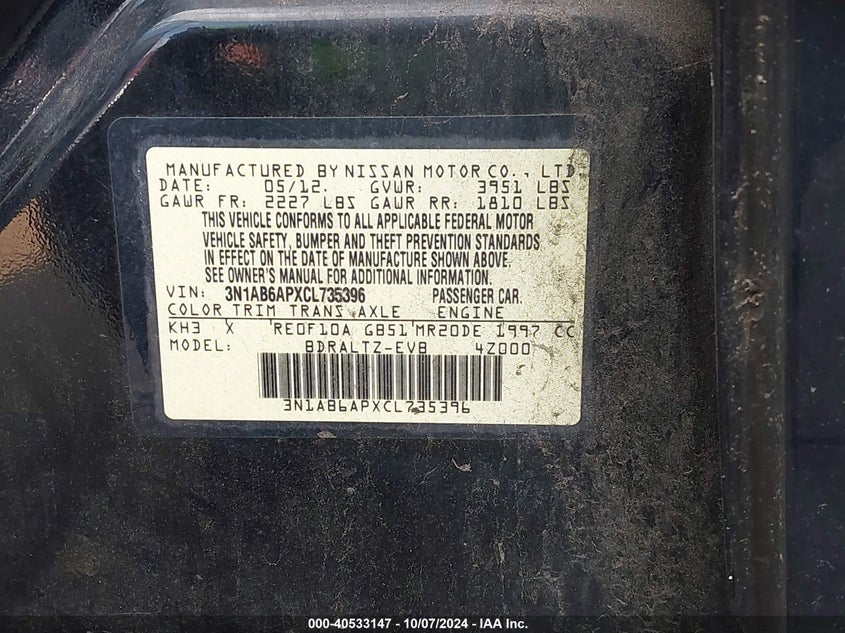 MANUFACTURED BY NISSAN MOTOR CO., LTD.
DATE: 05/12. GVWR: 3951 LBS
GAWR FR: 2227 LBS GAWR RR: 1810 LBS
THIS VEHICLE CONFORMS TO ALL APPLICABLE FEDERAL MOTOR
VEHICLE SAFETY, BUMPER AND THEFT PREVENTION STANDARDS
IN EFFECT ON THE DATE OF MANUFACTURE SHOWN ABOVE.
SEE OWNER'S MANUAL FOR ADDITIONAL INFORMATION.
VIN: 3N1AB6APXCL735396 PASSENGER CAR.
COLOR TRIM TRANS AXLE ENGINE
KH3 X RE0F10A GB51 MR20DE 1997 CC
MODEL: BDRALTZ-EVB 4Z000
3N1AB6APXCL735396
000-40533147 - 10/07/2024 - IAA Inc.